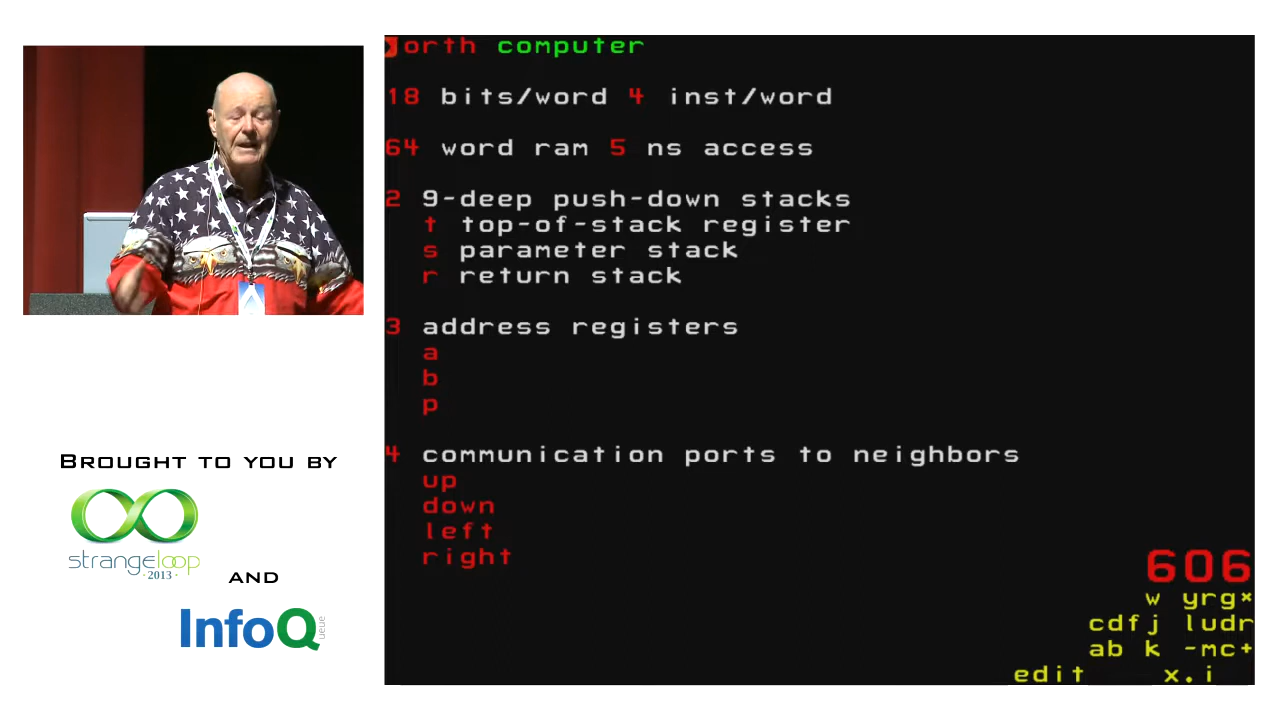 orth computer
18 bits/word 4 inst/word
64 word ram 5 ns access
2 9-deep push-down stacks
t top-of-stack register
s parameter stack
r return stack
3 address registers
a
b
p
4 communication ports to neighbors
up
down
left
right
606
w yrg*
cdfj ludr
ab k -mc+
edit x.i
BROUGHT TO YOU BY
strangeloop
·2013·
AND
InfoQ
ueue